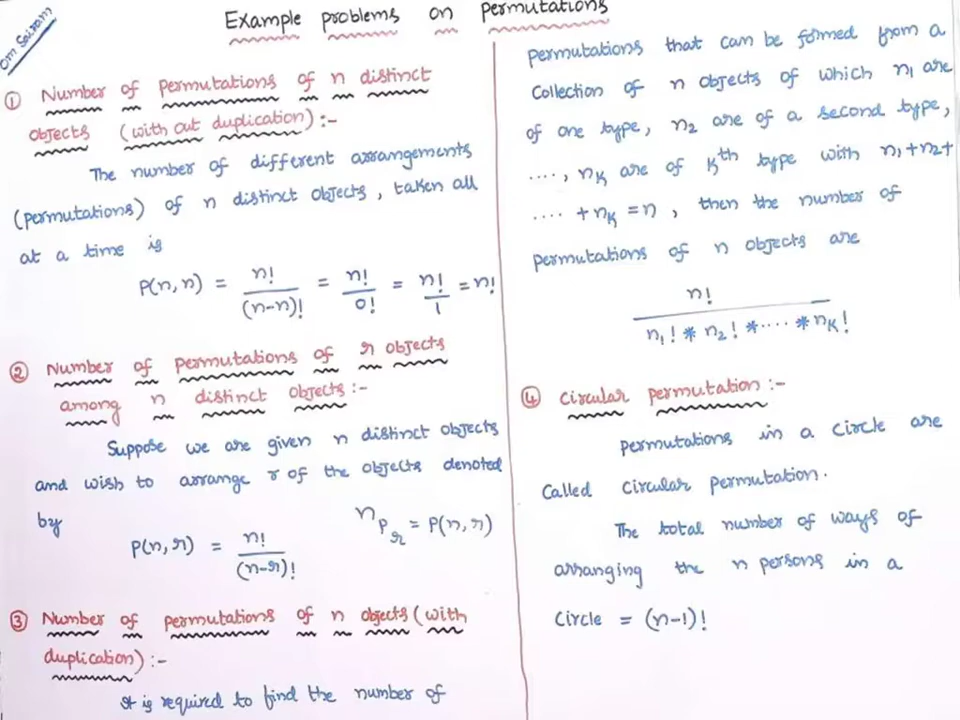 Om Sairam
Example problems on permutations
① Number of permutations of n distinct
objects (with out duplication) :-
The number of different arrangements
(permutations) of n distinct objects, taken all
at a time is
P(n,n) = n!/(n-n)! = n!/0! = n!/1 = n!
② Number of permutations of r objects
among n distinct objects :-
Suppose we are given n distinct objects
and wish to arrange r of the objects denoted
by
nPr = P(n,r)
P(n,r) = n!/(n-r)!
③ Number of permutations of n objects (with
duplication) :-
It is required to find the number of
permutations that can be formed from a
collection of n objects of which n1 are
of one type, n2 are of a second type,
...., nK are of Kth type with n1+n2+
.... +nK = n, then the number of
permutations of n objects are
n!/(n1! * n2! * .... * nK!)
④ Circular permutation :-
permutations in a circle are
Called circular permutation.
The total number of ways of
arranging the n persons in a
Circle = (n-1)!